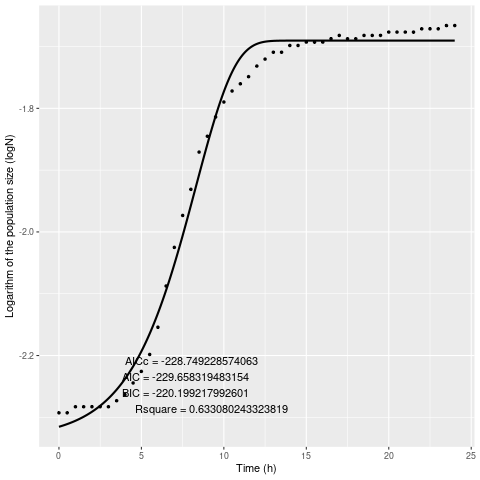 Logarithm of the population size (logN)
-1.8
-2.0
-2.2
AICc = -228.749228574063
AIC = -229.658319483154
BIC = -220.199217992601
Rsquare = 0.633080243323819
0 5 10 15 20 25
Time (h)